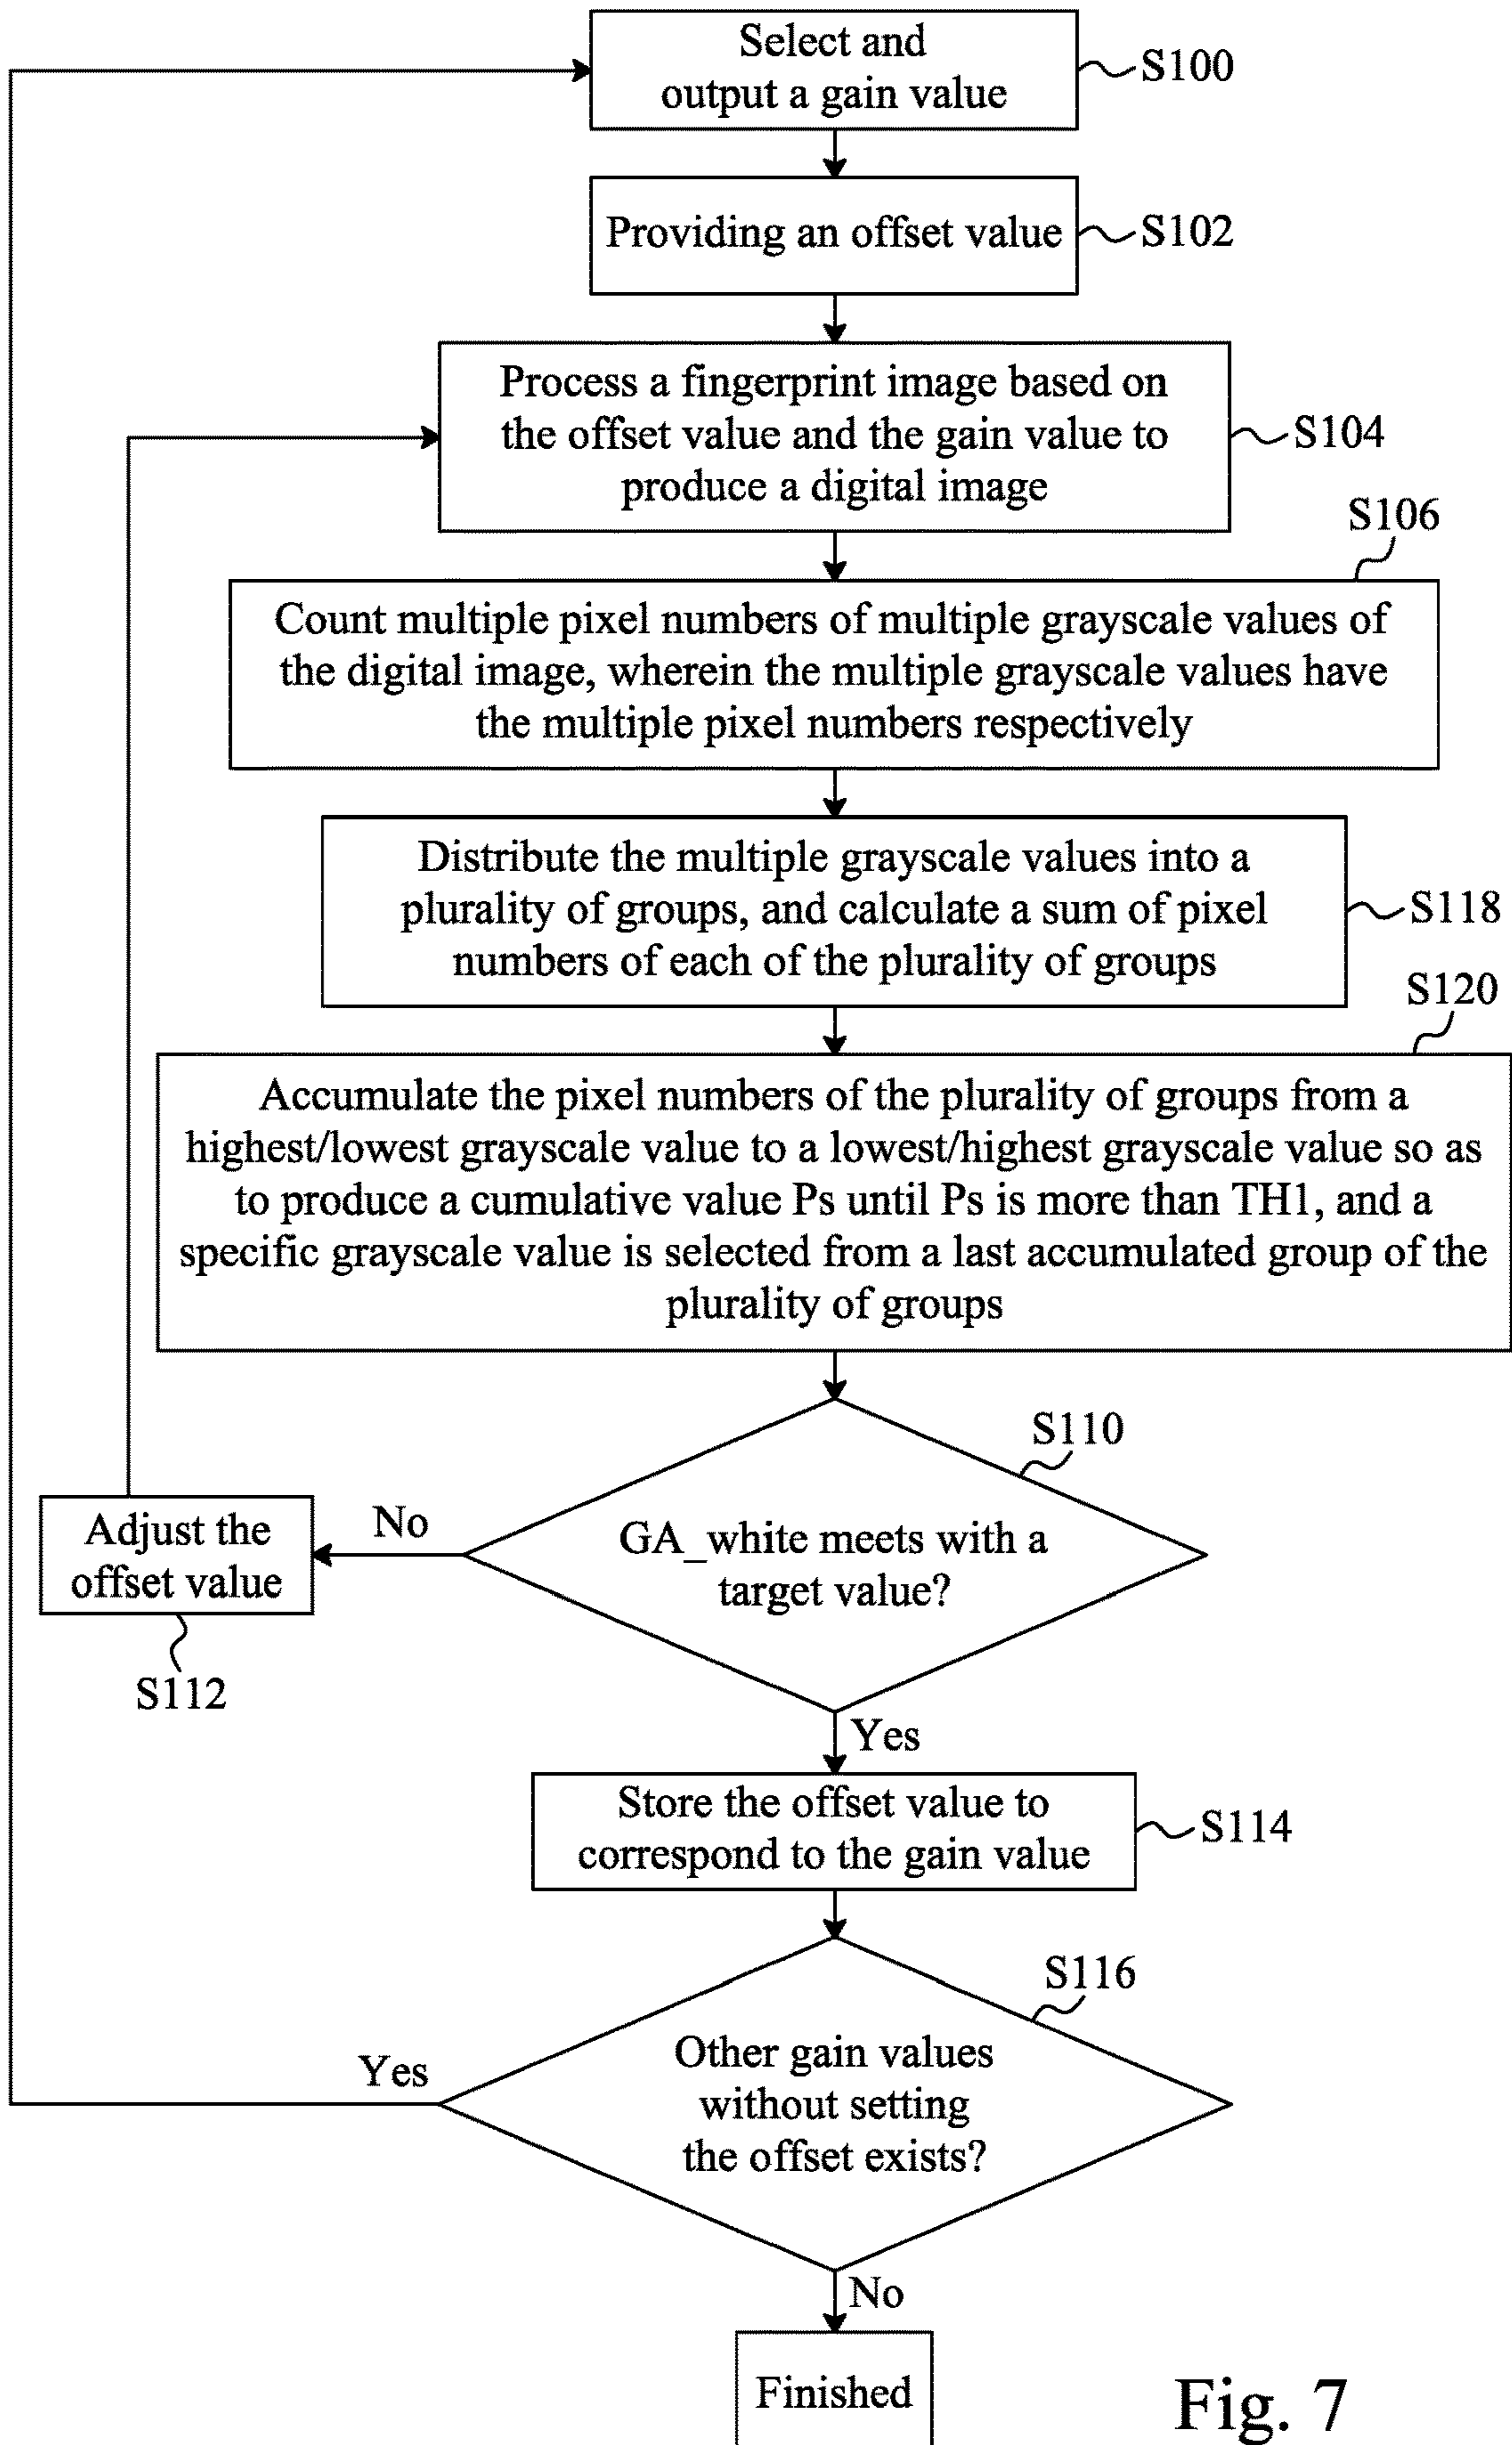 Select and
output a gain value
S100
Providing an offset value
S102
Process a fingerprint image based on
the offset value and the gain value to
produce a digital image
S104
S106
Count multiple pixel numbers of multiple grayscale values of
the digital image, wherein the multiple grayscale values have
the multiple pixel numbers respectively
Distribute the multiple grayscale values into a
plurality of groups, and calculate a sum of pixel
numbers of each of the plurality of groups
S118
S120
Accumulate the pixel numbers of the plurality of groups from a
highest/lowest grayscale value to a lowest/highest grayscale value so as
to produce a cumulative value Ps until Ps is more than TH1, and a
specific grayscale value is selected from a last accumulated group of the
plurality of groups
S110
GA_white meets with a
target value?
No
Adjust the
offset value
S112
Yes
Store the offset value to
correspond to the gain value
S114
S116
Other gain values
without setting
the offset exists?
Yes
No
Finished
Fig. 7